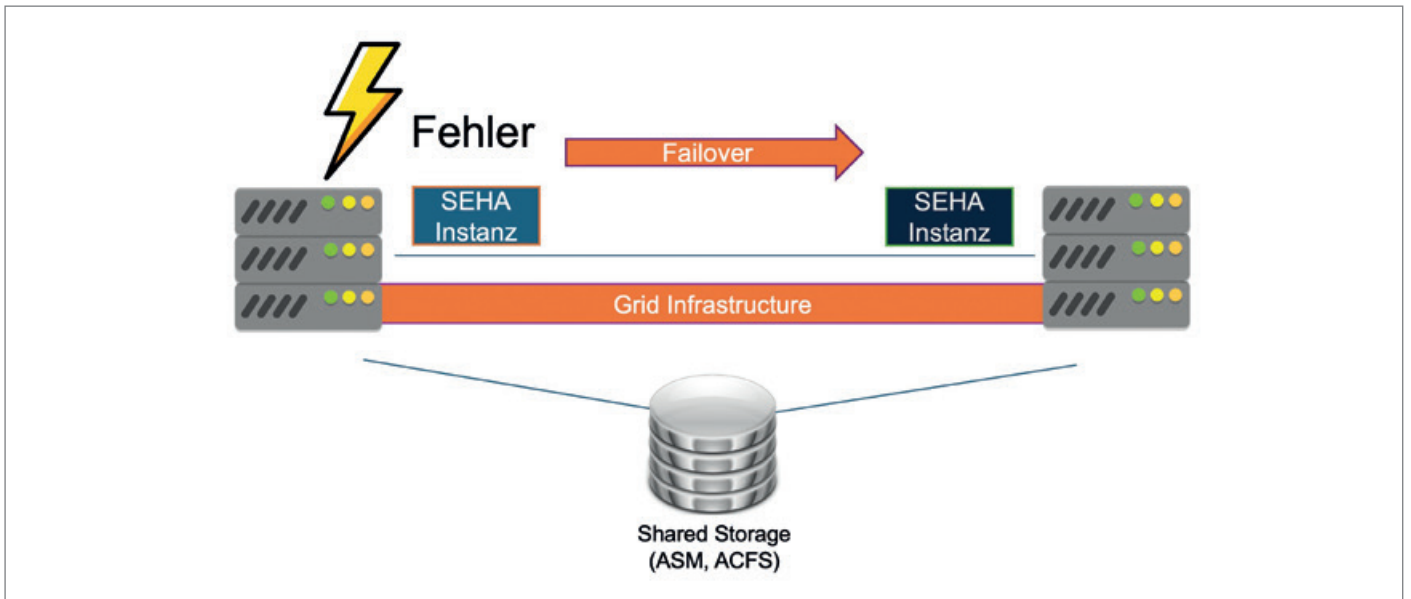 Fehler
Failover
SEHA
Instanz
SEHA
Instanz
Grid Infrastructure
Shared Storage
(ASM, ACFS)